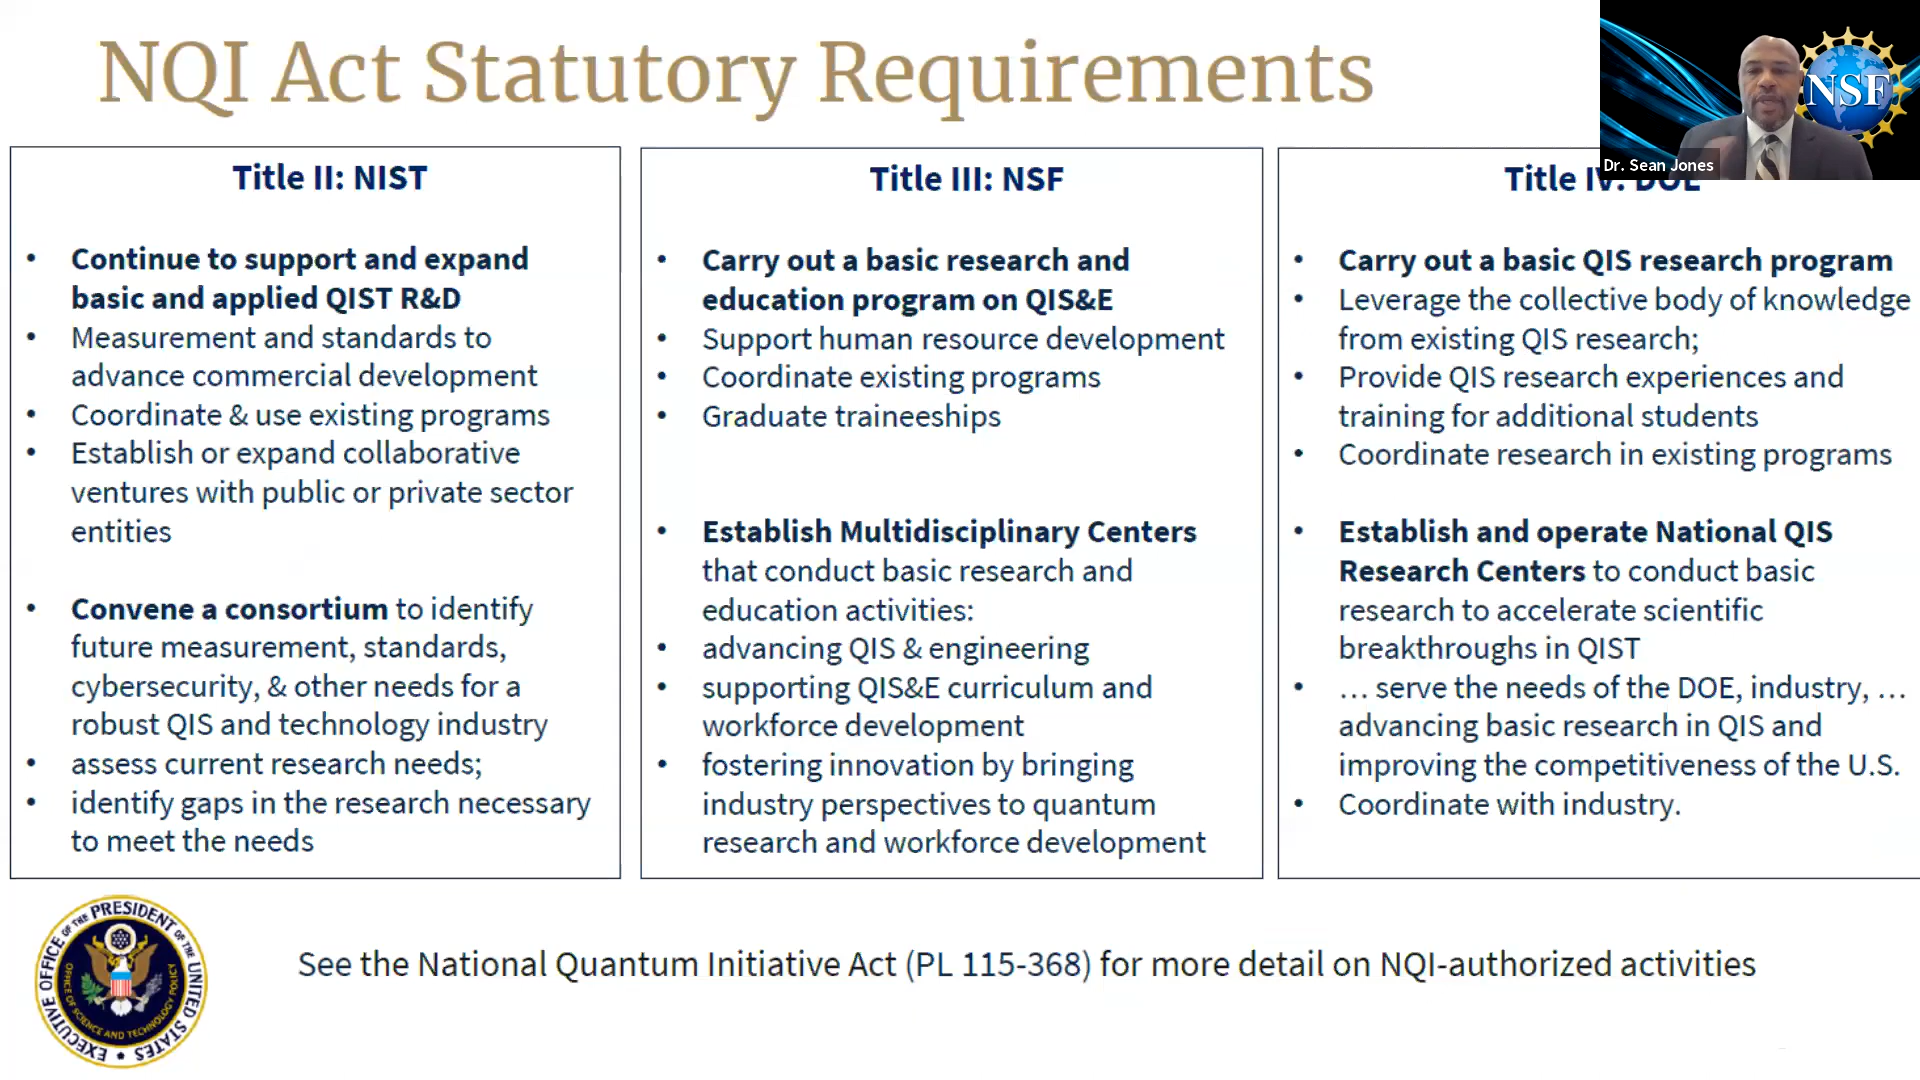 NQI Act Statutory Requirements
NSF
Dr. Sean Jones
Title II: NIST
• Continue to support and expand
basic and applied QIST R&D
• Measurement and standards to
advance commercial development
• Coordinate & use existing programs
• Establish or expand collaborative
ventures with public or private sector
entities
• Convene a consortium to identify
future measurement, standards,
cybersecurity, & other needs for a
robust QIS and technology industry
• assess current research needs;
• identify gaps in the research necessary
to meet the needs
Title III: NSF
• Carry out a basic research and
education program on QIS&E
• Support human resource development
• Coordinate existing programs
• Graduate traineeships
• Establish Multidisciplinary Centers
that conduct basic research and
education activities:
• advancing QIS & engineering
• supporting QIS&E curriculum and
workforce development
• fostering innovation by bringing
industry perspectives to quantum
research and workforce development
Title IV: DOE
• Carry out a basic QIS research program
• Leverage the collective body of knowledge
from existing QIS research;
• Provide QIS research experiences and
training for additional students
• Coordinate research in existing programs
• Establish and operate National QIS
Research Centers to conduct basic
research to accelerate scientific
breakthroughs in QIST
• … serve the needs of the DOE, industry, …
advancing basic research in QIS and
improving the competitiveness of the U.S.
• Coordinate with industry.
EXECUTIVE OFFICE OF THE PRESIDENT OF THE UNITED STATES
OFFICE OF SCIENCE AND TECHNOLOGY POLICY
See the National Quantum Initiative Act (PL 115-368) for more detail on NQI-authorized activities